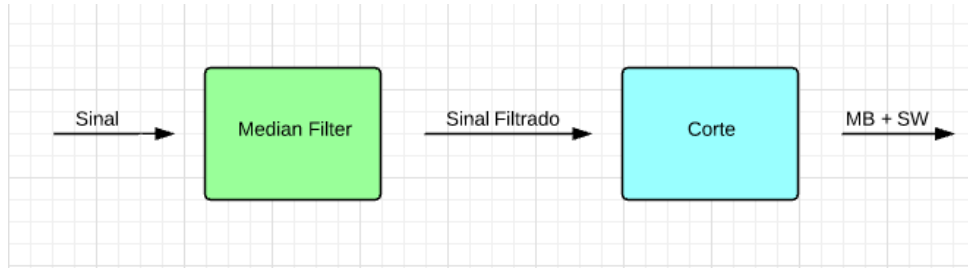 Sinal
Median Filter
Sinal Filtrado
Corte
MB + SW